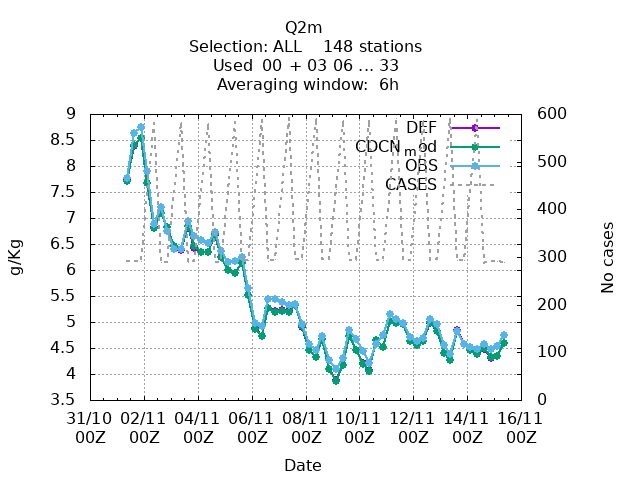 Q2m
Selection: ALL    148 stations
Used  00 + 03 06 ... 33
Averaging window:  6h
g/Kg
9
8.5
8
7.5
7
6.5
6
5.5
5
4.5
4
3.5
600
500
400
300
200
100
0
No cases
DEF
CDCN_mod
OBS
CASES
31/10 02/11 04/11 06/11 08/11 10/11 12/11 14/11 16/11
00Z 00Z 00Z 00Z 00Z 00Z 00Z 00Z 00Z
Date